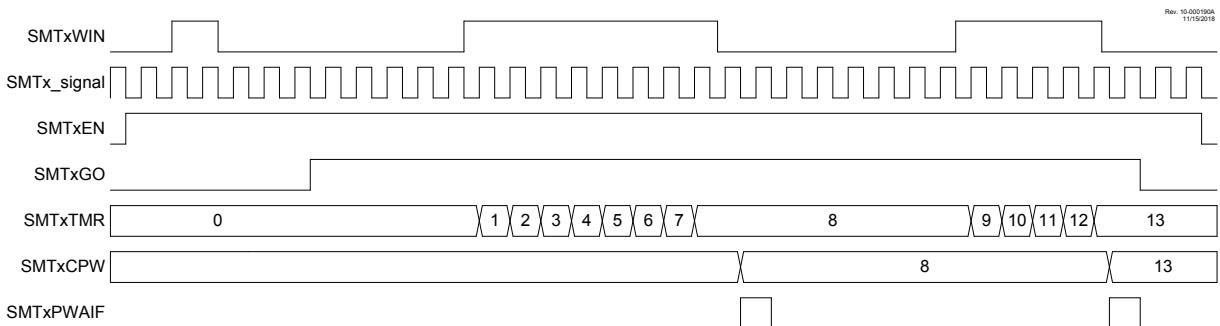 Rev. 10-000190A
11/15/2018
SMTxWIN
SMTx_signal
SMTxEN
SMTxGO
SMTxTMR 0 1 2 3 4 5 6 7 8 9 10 11 12 13
SMTxCPW 8 13
SMTxPWAIF